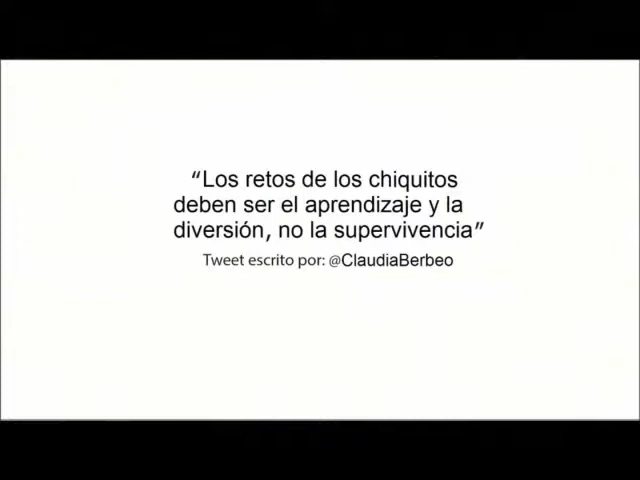 “Los retos de los chiquitos
deben ser el aprendizaje y la
diversión, no la supervivencia”
Tweet escrito por: @ClaudiaBerbeo